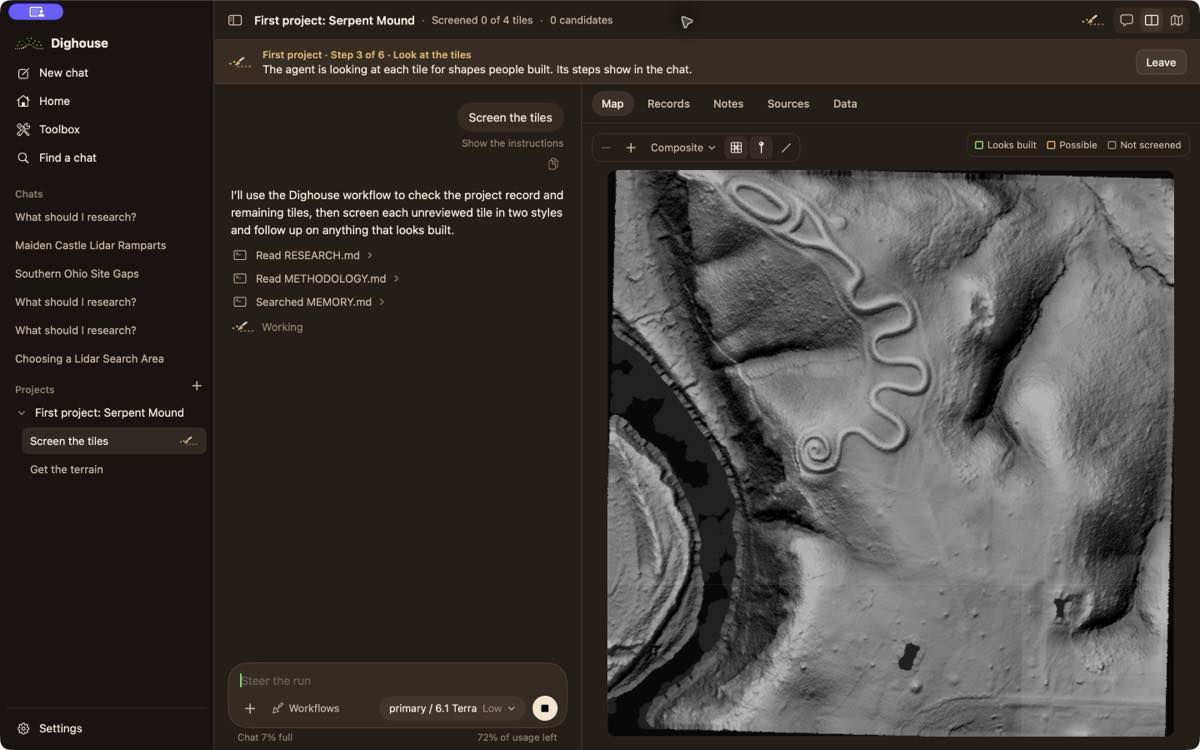 Dighouse
New chat
Home
Toolbox
Find a chat
Chats
What should I research?
Maiden Castle Lidar Ramparts
Southern Ohio Site Gaps
What should I research?
What should I research?
Choosing a Lidar Search Area
Projects
First project: Serpent Mound
Screen the tiles
Get the terrain
Settings
First project: Serpent Mound · Screened 0 of 4 tiles · 0 candidates
First project · Step 3 of 6 · Look at the tiles
The agent is looking at each tile for shapes people built. Its steps show in the chat.
Leave
Screen the tiles
Show the instructions
I'll use the Dighouse workflow to check the project record and
remaining tiles, then screen each unreviewed tile in two styles
and follow up on anything that looks built.
Read RESEARCH.md
Read METHODOLOGY.md
Searched MEMORY.md
Working
Steer the run
Workflows
primary / 6.1 Terra Low
Chat 7% full
72% of usage left
Map Records Notes Sources Data
Composite
Looks built Possible Not screened